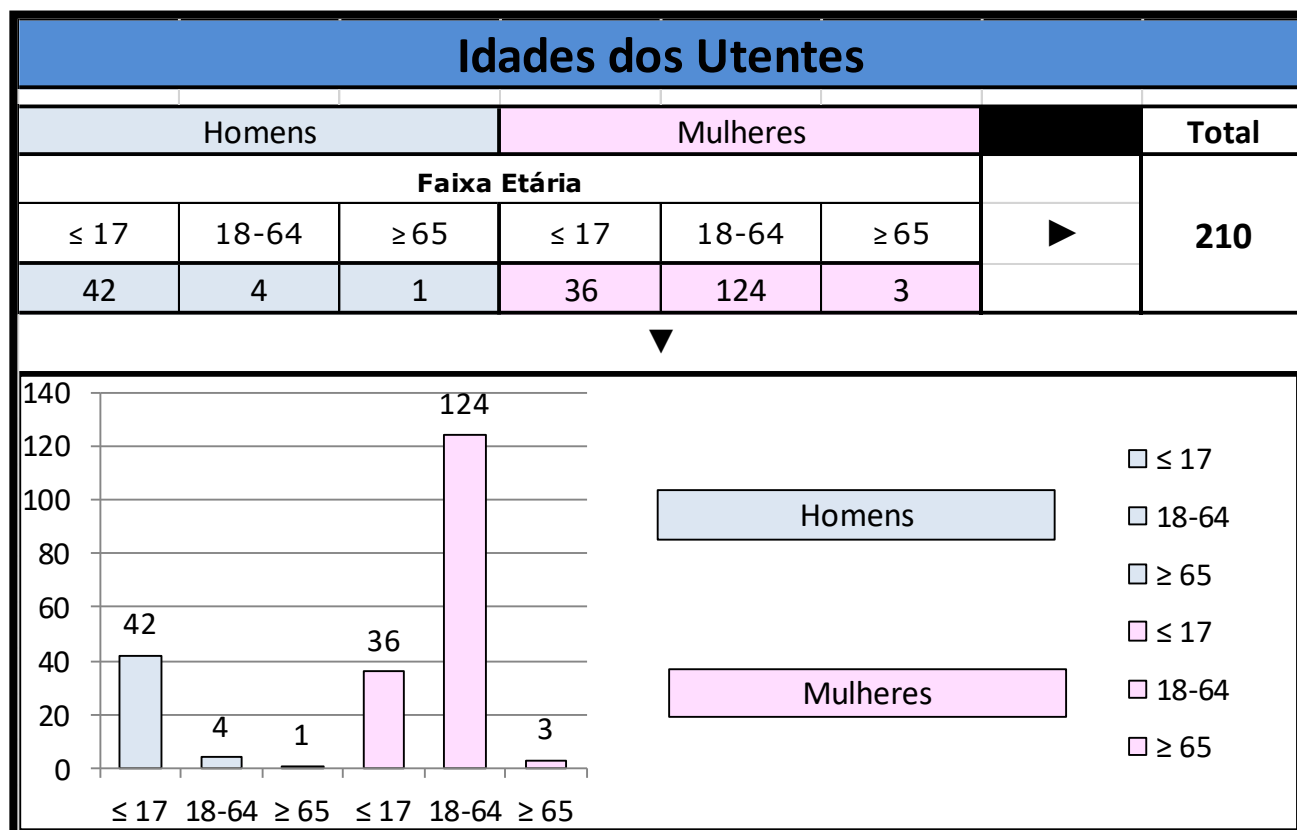 Idades dos Utentes
Homens Mulheres Total
Faixa Etária
≤ 17 18-64 ≥ 65 ≤ 17 18-64 ≥ 65 ► 210
42 4 1 36 124 3
▼
140
120
100
80
60
40
20
0
42 4 1 36 124 3
≤ 17 18-64 ≥ 65 ≤ 17 18-64 ≥ 65
Homens
Mulheres
≤ 17
18-64
≥ 65
≤ 17
18-64
≥ 65